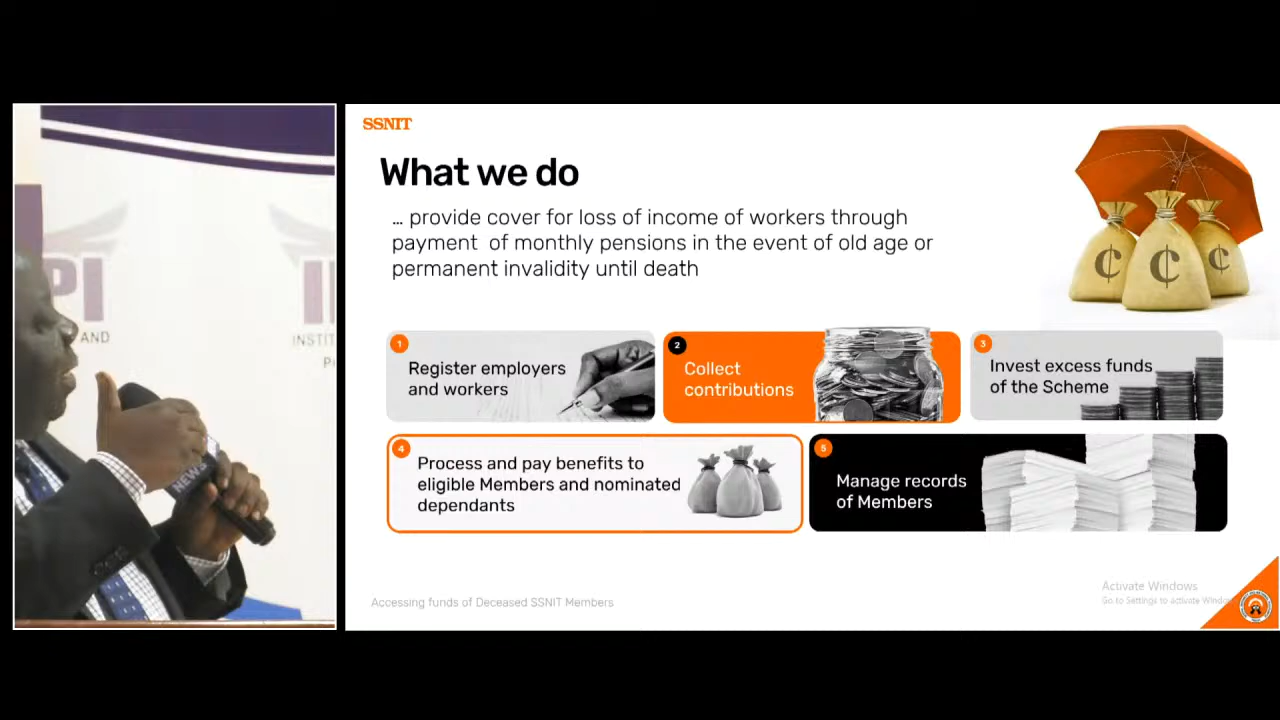 SSNIT
What we do
… provide cover for loss of income of workers through
payment of monthly pensions in the event of old age or
permanent invalidity until death
₵
₵
₵
1
Register employers
and workers
2
Collect
contributions
3
Invest excess funds
of the Scheme
4
Process and pay benefits to
eligible Members and nominated
dependants
5
Manage records
of Members
Accessing funds of Deceased SSNIT Members
Activate Windows
Go to Settings to activate Windo
PI
AND
INSTIT
P
NEWS